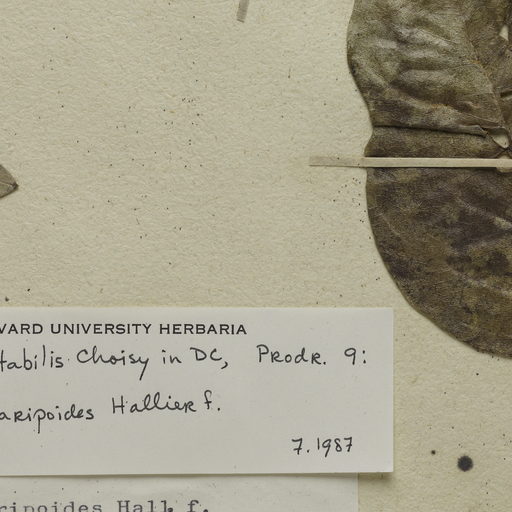 VARD UNIVERSITY HERBARIA
tabilis Choisy in DC, Prodr. 9:
aripoides Hallier f.
7.1987
ripoides Hall. f.